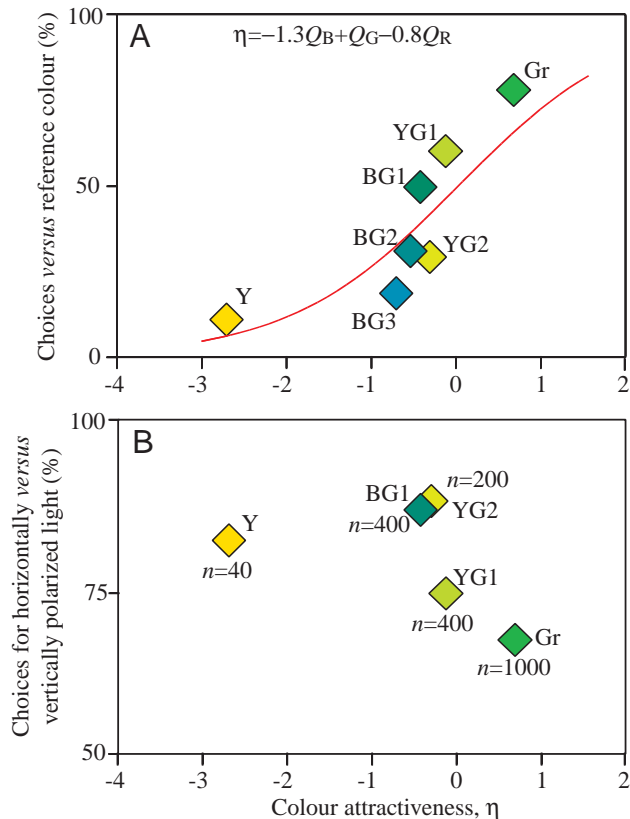 A
η=−1.3QB+QG−0.8QR
Choices versus reference colour (%)
100
50
0
Gr
YG1
BG1
BG2
YG2
BG3
Y
-4 -3 -2 -1 0 1 2
B
Choices for horizontally versus
vertically polarized light (%)
100
75
50
BG1
n=200
n=400
YG2
Y
n=40
YG1
n=400
Gr
n=1000
-4 -3 -2 -1 0 1 2
Colour attractiveness, η